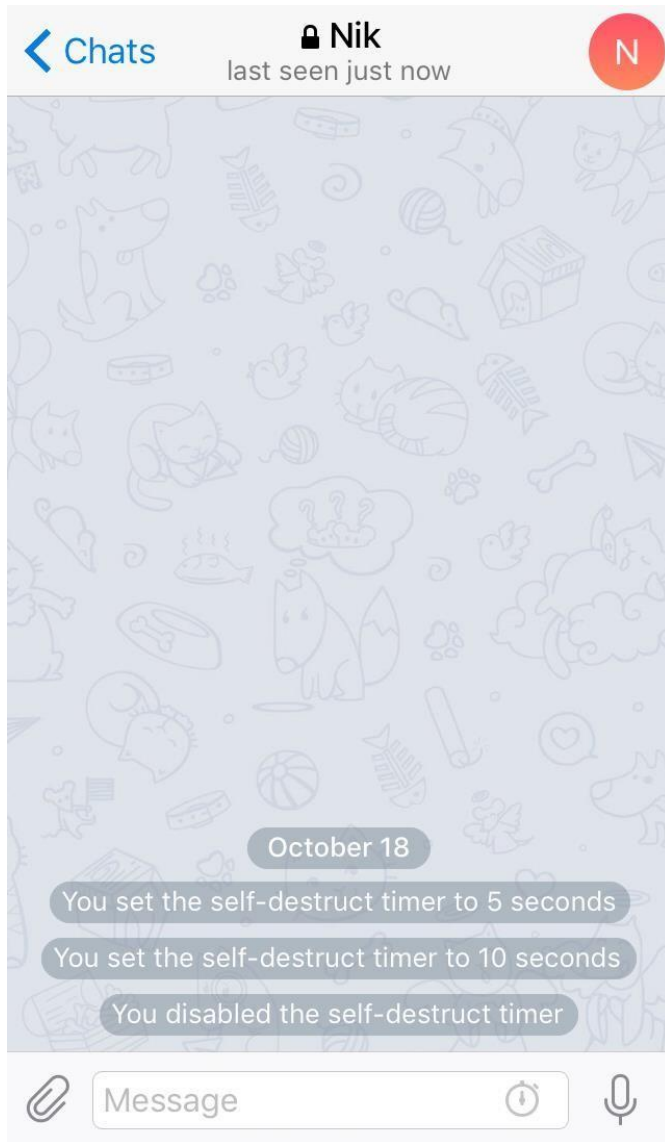 Chats
Nik
last seen just now
N
October 18
You set the self-destruct timer to 5 seconds
You set the self-destruct timer to 10 seconds
You disabled the self-destruct timer
Message